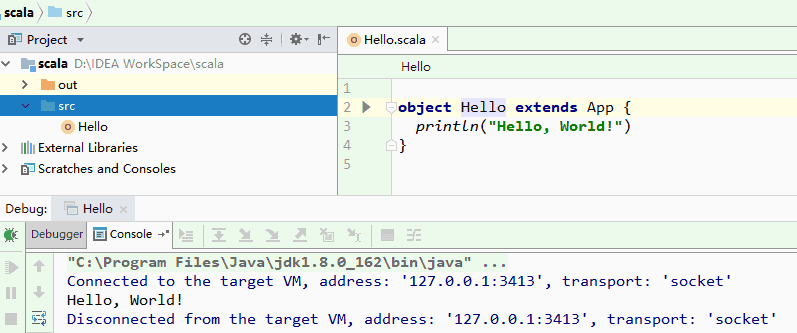 scala src
Project
Hello.scala
scala D:\IDEA WorkSpace\scala
Hello
out
1
src
2 object Hello extends App {
Hello
3 println("Hello, World!")
External Libraries
4 }
Scratches and Consoles
5
Debug: Hello
Debugger Console
"C:\Program Files\Java\jdk1.8.0_162\bin\java" ...
Connected to the target VM, address: '127.0.0.1:3413', transport: 'socket'
Hello, World!
Disconnected from the target VM, address: '127.0.0.1:3413', transport: 'socket'